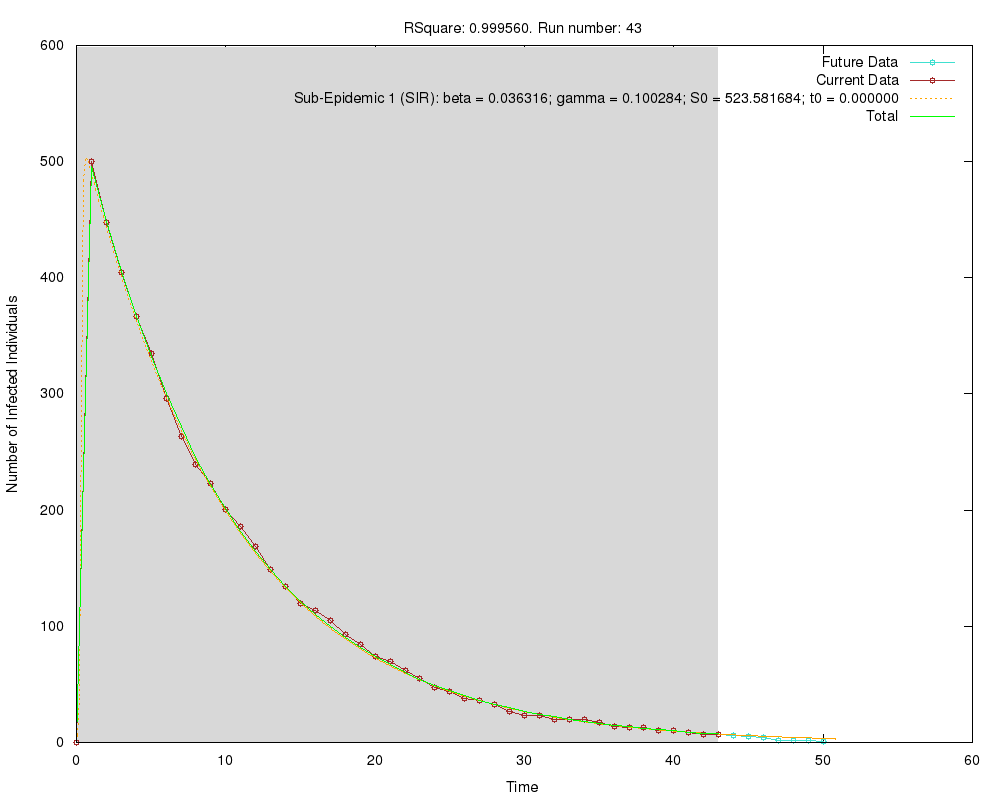 RSquare: 0.999560. Run number: 43
600
500
400
300
200
100
0
Number of Infected Individuals
Future Data
Current Data
Sub-Epidemic 1 (SIR): beta = 0.036316; gamma = 0.100284; S0 = 523.581684; t0 = 0.000000
Total
0 10 20 30 40 50 60
Time